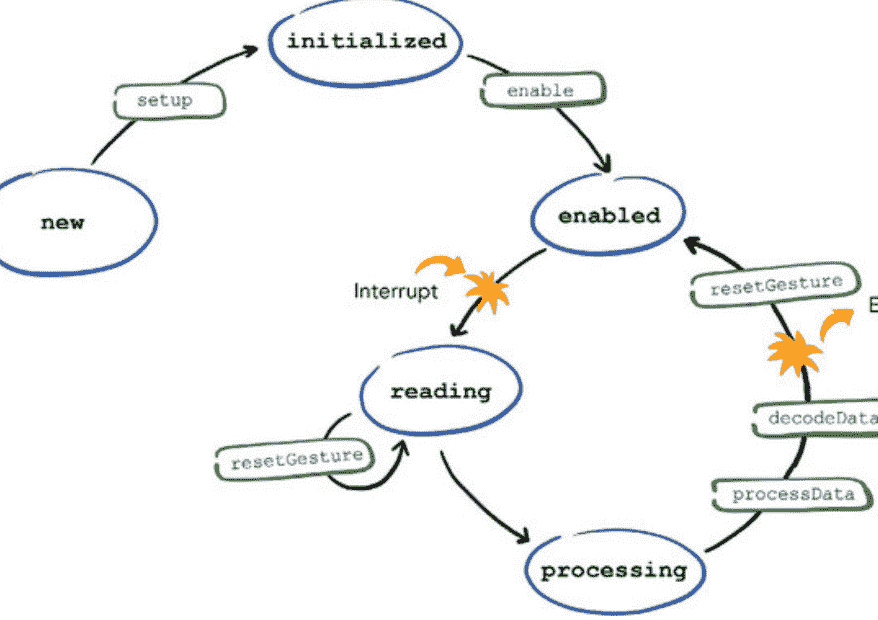 initialized
setup
enable
new
enabled
Interrupt
resetGesture
E
reading
decodeData
resetGesture
processData
processing